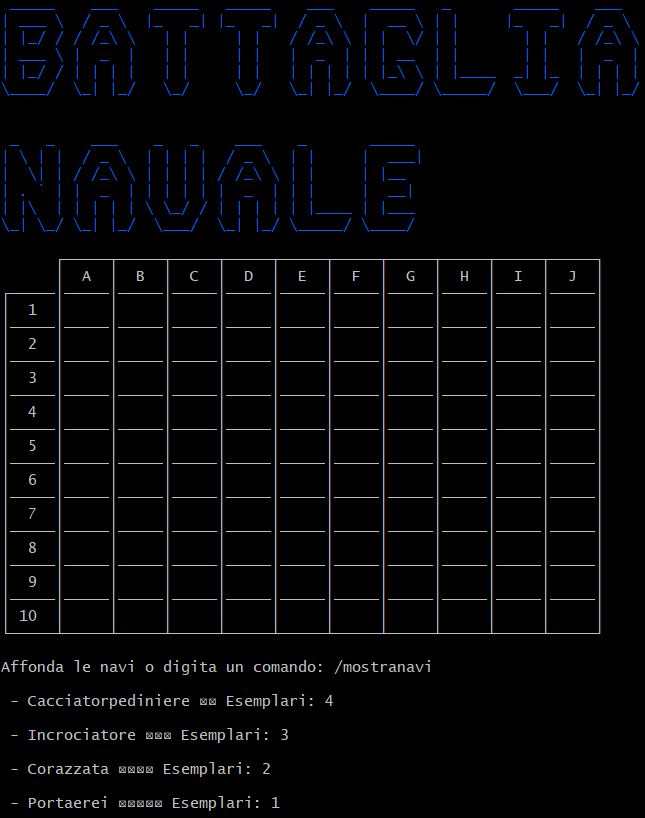 BATTAGLIA
NAVALE
A B C D E F G H I J
1
2
3
4
5
6
7
8
9
10
Affonda le navi o digita un comando: /mostranavi
- Cacciatorpediniere ☒☒ Esemplari: 4
- Incrociatore ☒☒☒ Esemplari: 3
- Corazzata ☒☒☒☒ Esemplari: 2
- Portaerei ☒☒☒☒☒ Esemplari: 1